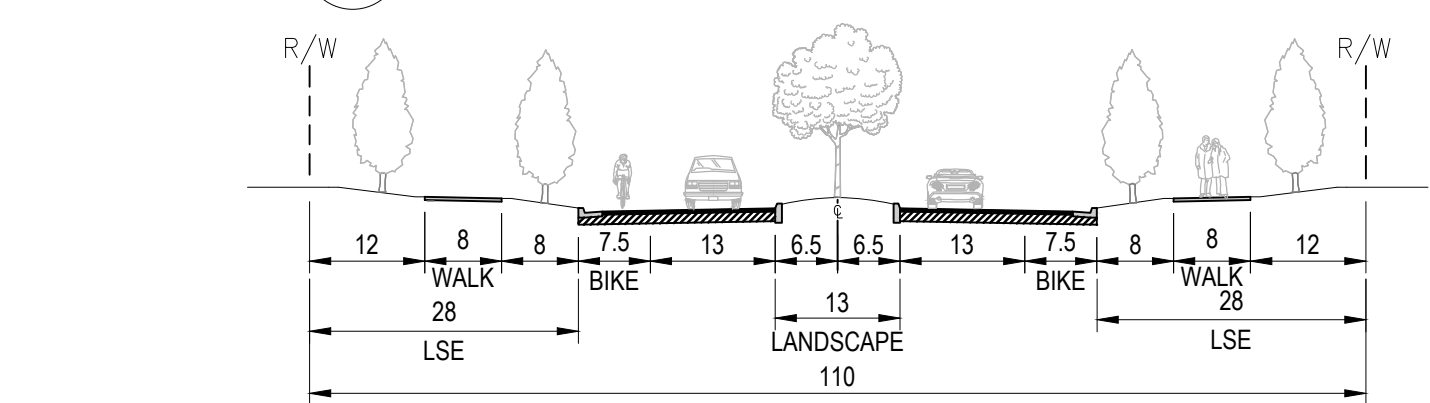 R/W R/W
℄
12 8 8 7.5 13 6.5 6.5 13 7.5 8 8 12
WALK BIKE BIKE WALK
28 13 28
LSE LANDSCAPE LSE
110